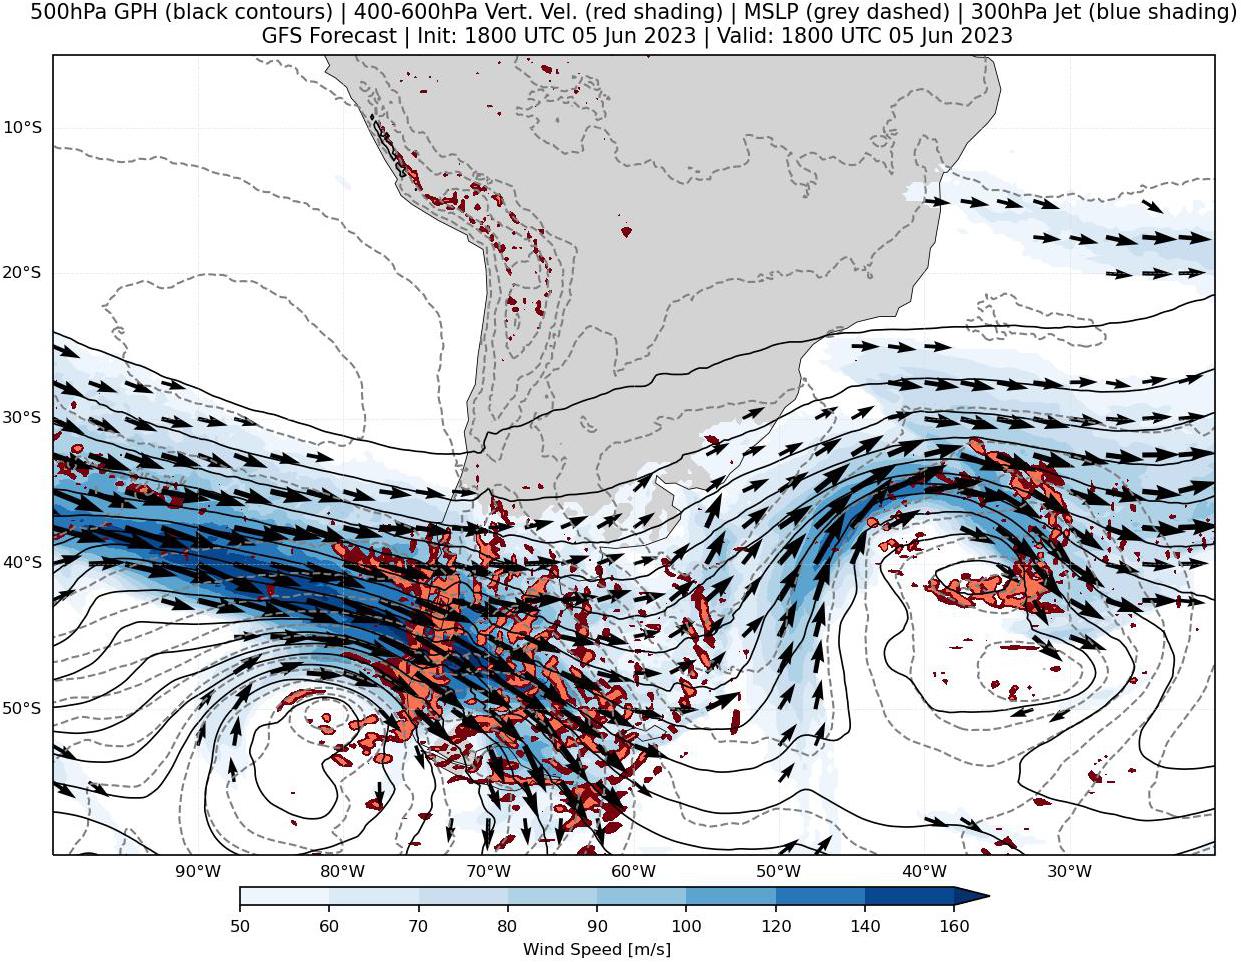 500hPa GPH (black contours) | 400-600hPa Vert. Vel. (red shading) | MSLP (grey dashed) | 300hPa Jet (blue shading)
GFS Forecast | Init: 1800 UTC 05 Jun 2023 | Valid: 1800 UTC 05 Jun 2023
10°S
20°S
30°S
40°S
50°S
90°W 80°W 70°W 60°W 50°W 40°W 30°W
50 60 70 80 90 100 120 140 160
Wind Speed [m/s]